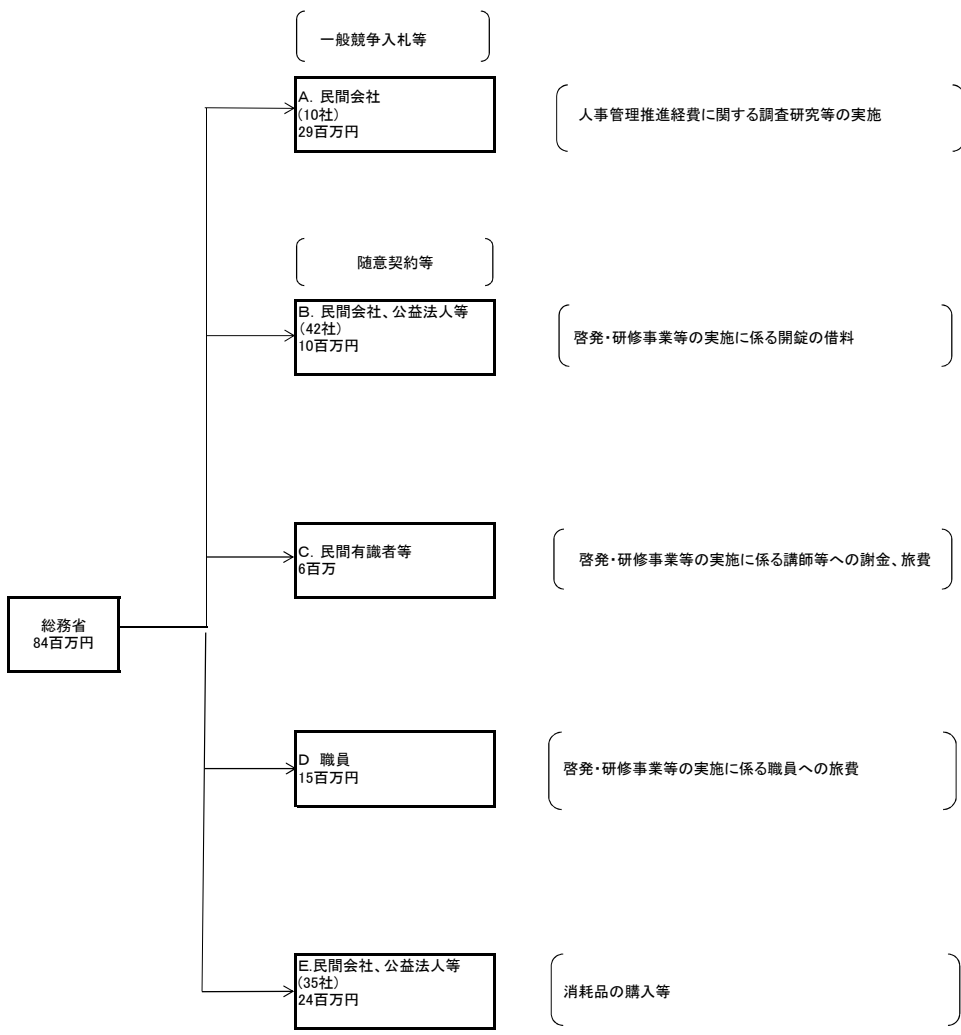 一般競争入札等
A. 民間会社
(10社)
29百万円
人事管理推進経費に関する調査研究等の実施
随意契約等
B. 民間会社、公益法人等
(42社)
10百万円
啓発・研修事業等の実施に係る開錠の借料
C. 民間有識者等
6百万
啓発・研修事業等の実施に係る講師等への謝金、旅費
総務省
84百万円
D 職員
15百万円
啓発・研修事業等の実施に係る職員への旅費
E.民間会社、公益法人等
(35社)
24百万円
消耗品の購入等